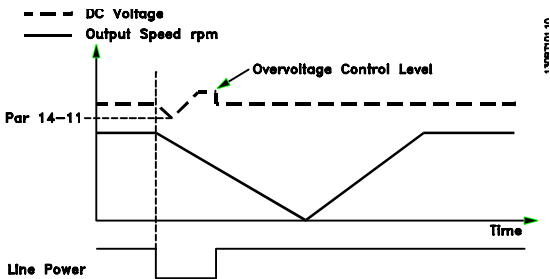 DC Voltage
Output Speed rpm
Overvoltage Control Level
Par 14-11
Time
Line Power